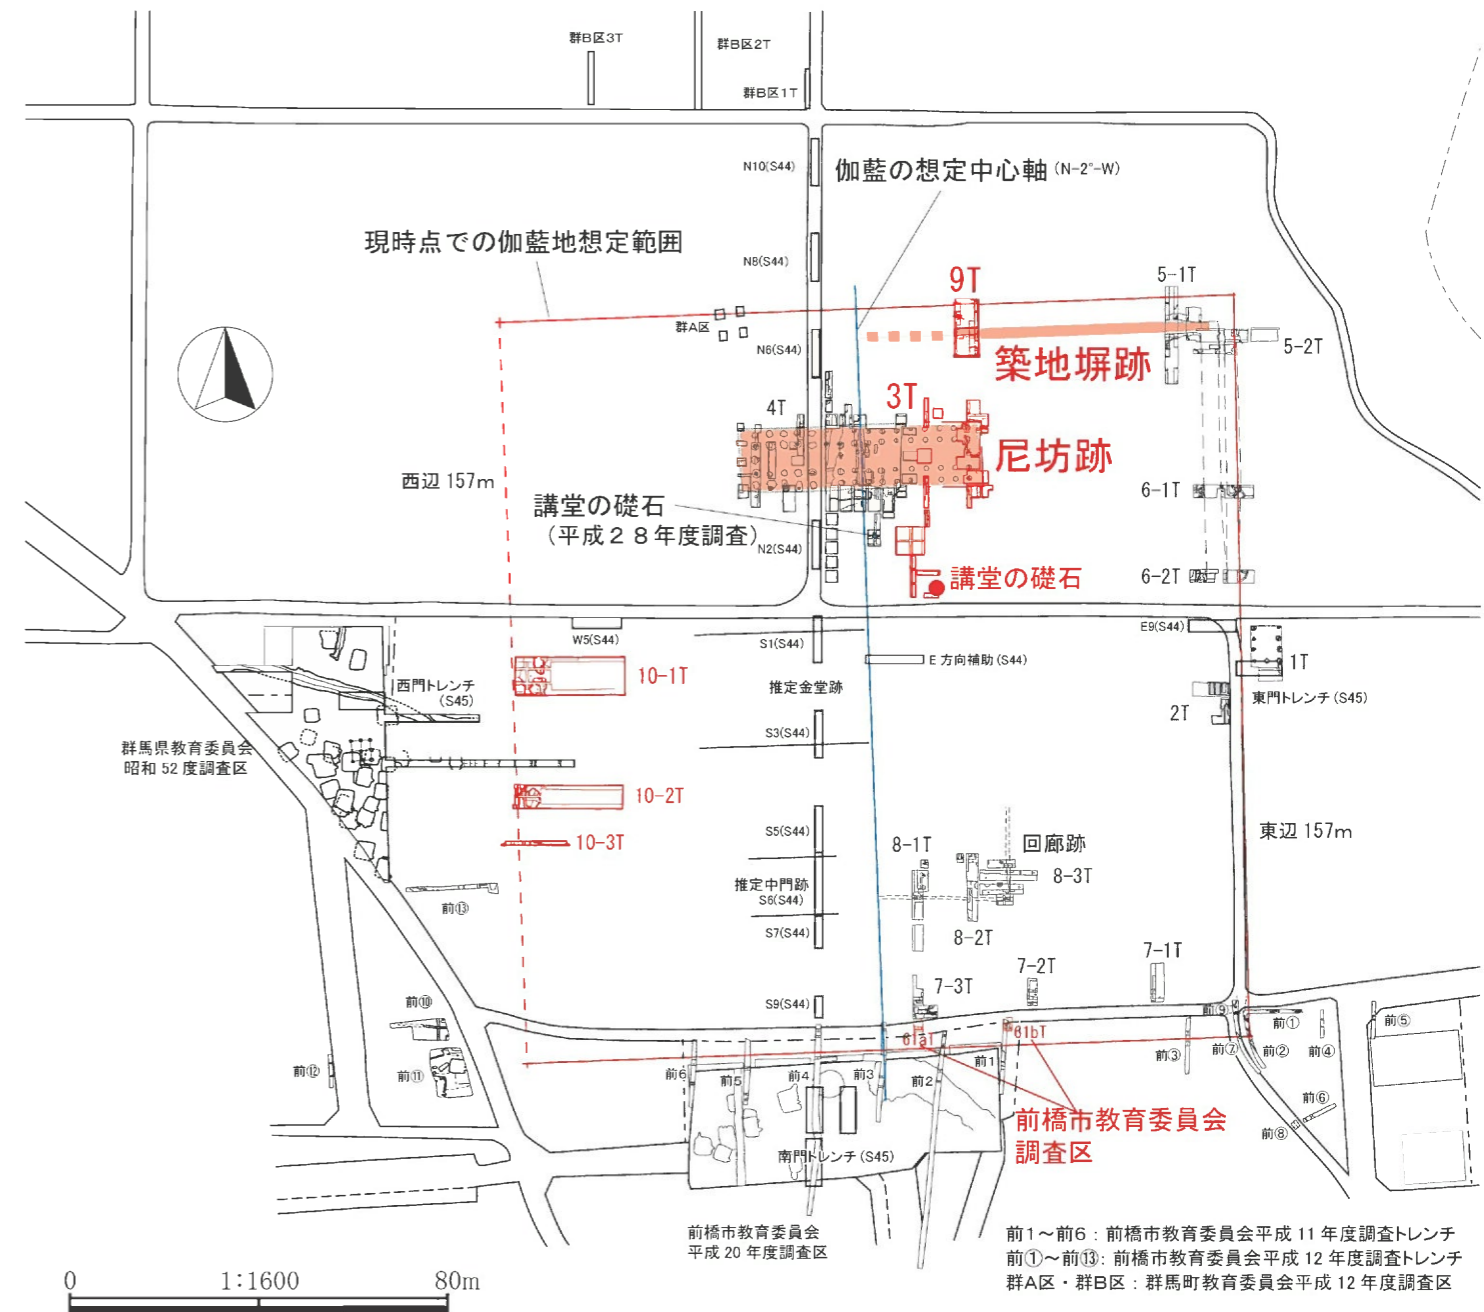 群B区3T
群B区2T
群B区1T
N10(S44)
伽藍の想定中心軸 (N-2°-W)
現時点での伽藍地想定範囲
N8(S44)
9T
5-1T
群A区
N6(S44)
5-2T
築地塀跡
3T
4T
尼坊跡
西辺 157m
6-1T
講堂の礎石
(平成28年度調査)
N2(S44)
講堂の礎石
6-2T
W5(S44)
S1(S44)
E9(S44)
E方向補助(S44)
1T
10-1T
西門トレンチ
(S45)
推定金堂跡
東門トレンチ(S45)
2T
S3(S44)
群馬県教育委員会
昭和52度調査区
10-2T
S5(S44)
東辺 157m
10-3T
8-1T
回廊跡
8-3T
推定中門跡
S6(S44)
前⑬
S7(S44)
8-2T
7-1T
7-2T
7-3T
前⑩
S9(S44)
前⑨
前①
前⑤
61aT
61bT
前③
前⑦
前②
前④
前⑫
前⑪
前6
前5
前4
前3
前2
前1
前⑥
前⑧
前橋市教育委員会
調査区
南門トレンチ(S45)
前橋市教育委員会
平成20年度調査区
前1～前6：前橋市教育委員会平成11年度調査トレンチ
前①～前⑬：前橋市教育委員会平成12年度調査トレンチ
群A区・群B区：群馬町教育委員会平成12年度調査区
0
1:1600
80m